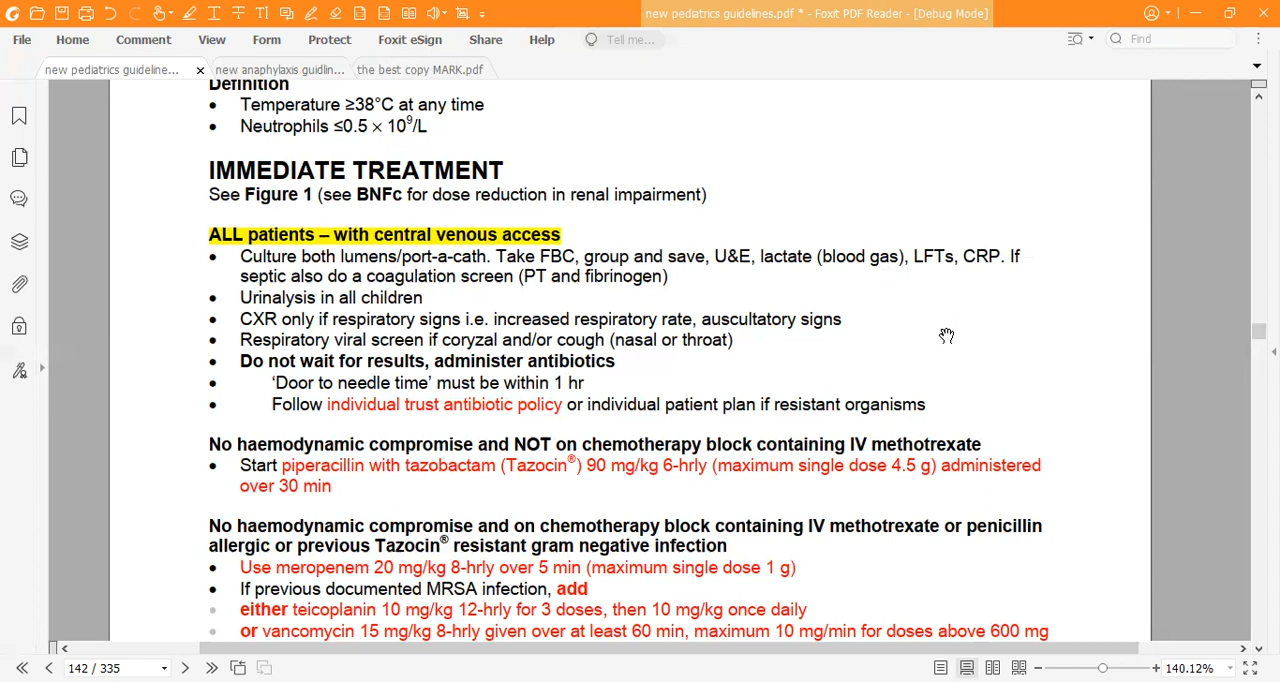 new pediatrics guidelines.pdf * - Foxit PDF Reader - [Debug Mode]
File Home Comment View Form Protect Foxit eSign Share Help Tell me... Find
new pediatrics guideline... × new anaphylaxis guidlin... the best copy MARK.pdf
Definition
• Temperature ≥38°C at any time
• Neutrophils ≤0.5 × 10⁹/L
IMMEDIATE TREATMENT
See Figure 1 (see BNFc for dose reduction in renal impairment)
ALL patients – with central venous access
• Culture both lumens/port-a-cath. Take FBC, group and save, U&E, lactate (blood gas), LFTs, CRP. If
septic also do a coagulation screen (PT and fibrinogen)
• Urinalysis in all children
• CXR only if respiratory signs i.e. increased respiratory rate, auscultatory signs
• Respiratory viral screen if coryzal and/or cough (nasal or throat)
• Do not wait for results, administer antibiotics
• ‘Door to needle time’ must be within 1 hr
• Follow individual trust antibiotic policy or individual patient plan if resistant organisms
No haemodynamic compromise and NOT on chemotherapy block containing IV methotrexate
• Start piperacillin with tazobactam (Tazocin®) 90 mg/kg 6-hrly (maximum single dose 4.5 g) administered
over 30 min
No haemodynamic compromise and on chemotherapy block containing IV methotrexate or penicillin
allergic or previous Tazocin® resistant gram negative infection
• Use meropenem 20 mg/kg 8-hrly over 5 min (maximum single dose 1 g)
• If previous documented MRSA infection, add
• either teicoplanin 10 mg/kg 12-hrly for 3 doses, then 10 mg/kg once daily
• or vancomycin 15 mg/kg 8-hrly given over at least 60 min, maximum 10 mg/min for doses above 600 mg
142 / 335 140.12%